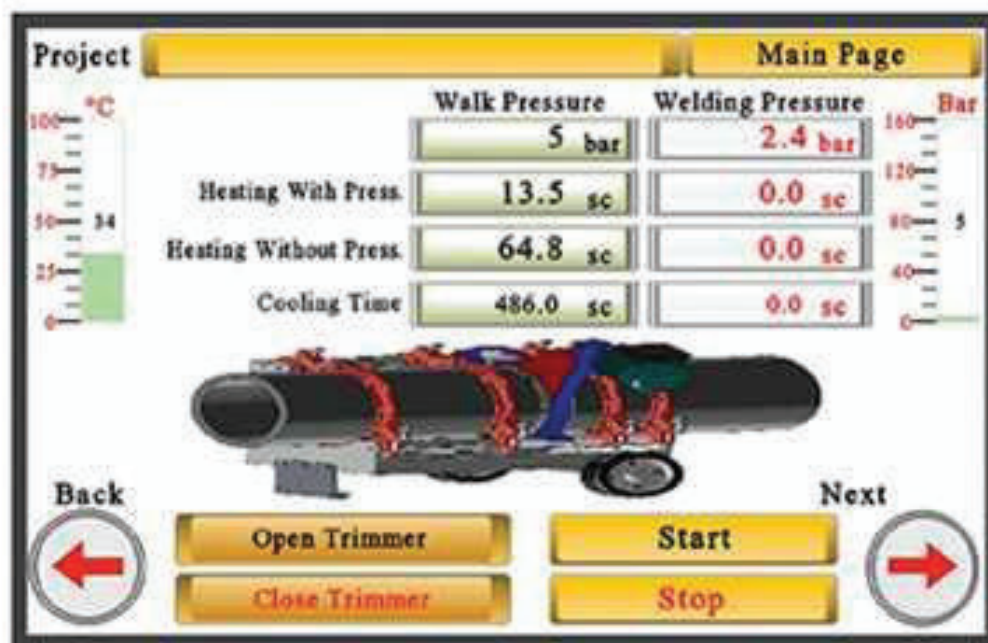 Project
Main Page
°C
Walk Pressure
Welding Pressure
Bar
100
75
50
25
0
34
5 bar
2.4 bar
Heating With Press.
13.5 sc
0.0 sc
Heating Without Press.
64.8 sc
0.0 sc
Cooling Time
486.0 sc
0.0 sc
160
120
80
40
0
5
Back
Next
Open Trimmer
Start
Close Trimmer
Stop